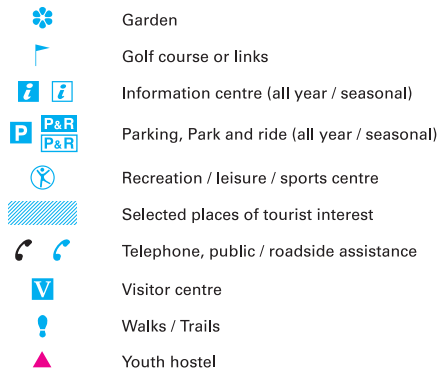 Garden
Golf course or links
i i Information centre (all year / seasonal)
P P&R P&R Parking, Park and ride (all year / seasonal)
Recreation / leisure / sports centre
Selected places of tourist interest
Telephone, public / roadside assistance
V Visitor centre
Walks / Trails
Youth hostel